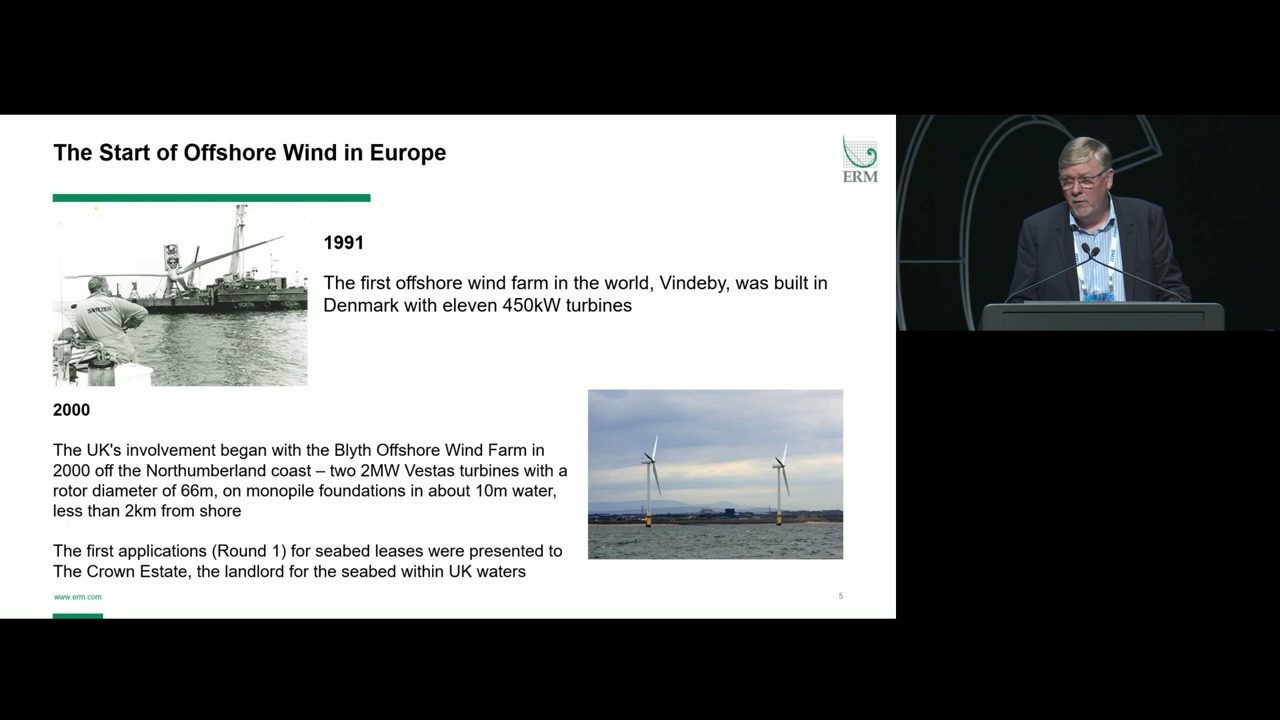 The Start of Offshore Wind in Europe
ERM
1991
The first offshore wind farm in the world, Vindeby, was built in
Denmark with eleven 450kW turbines
2000
The UK's involvement began with the Blyth Offshore Wind Farm in
2000 off the Northumberland coast – two 2MW Vestas turbines with a
rotor diameter of 66m, on monopile foundations in about 10m water,
less than 2km from shore
The first applications (Round 1) for seabed leases were presented to
The Crown Estate, the landlord for the seabed within UK waters
www.erm.com
5